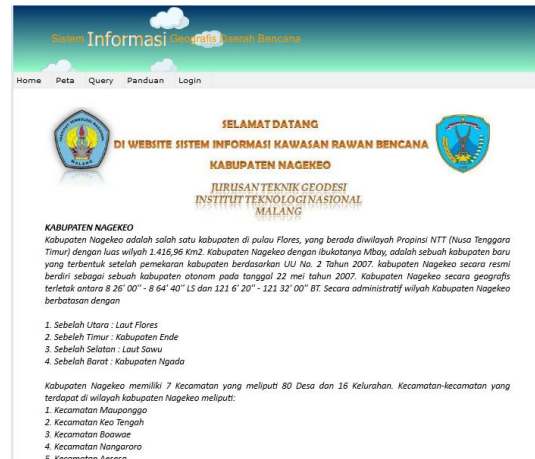 Sistem Informasi Geografis Daerah Bencana
Home Peta Query Panduan Login
SELAMAT DATANG
DI WEBSITE SISTEM INFORMASI KAWASAN RAWAN BENCANA
KABUPATEN NAGEKEO
JURUSAN TEKNIK GEODESI
INSTITUT TEKNOLOGI NASIONAL
MALANG
KABUPATEN NAGEKEO
Kabupaten Nagekeo adalah salah satu kabupaten di pulau Flores, yang berada diwilayah Propinsi NTT (Nusa Tenggara
Timur) dengan luas wilyah 1.416,96 Km2. Kabupaten Nagekeo dengan ibukatanya Mbay, adalah sebuah kabupaten baru
yang terbentuk setelah pemekaran kabupaten berdasarkan UU No. 2 Tahun 2007. kabupaten Nagekeo secara resmi
berdiri sebagai sebuah kabupaten otonom pada tanggal 22 mei tahun 2007. Kabupaten Nagekeo secara geografis
terletak antara 8 26' 00'' - 8 64' 40'' LS dan 121 6' 20'' - 121 32' 00'' BT. Secara administratif wilyah Kabupaten Nagekeo
berbatasan dengan
1. Sebelah Utara : Laut Flores
2. Sebeleh Timur : Kabupaten Ende
3. Sebelah Selatan : Laut Sawu
4. Sebelah Barat : Kabupaten Ngada
Kabupaten Nagekeo memiliki 7 Kecamatan yang meliputi 80 Desa dan 16 Kelurahan. Kecamatan-kecamatan yang
terdapat di wilayah kabupaten Nagekeo meliputi:
1. Kecamatan Mauponggo
2. Kecamatan Keo Tengah
3. Kecamatan Boawae
4. Kecamatan Nangaroro
5. Kecamatan Aesesa